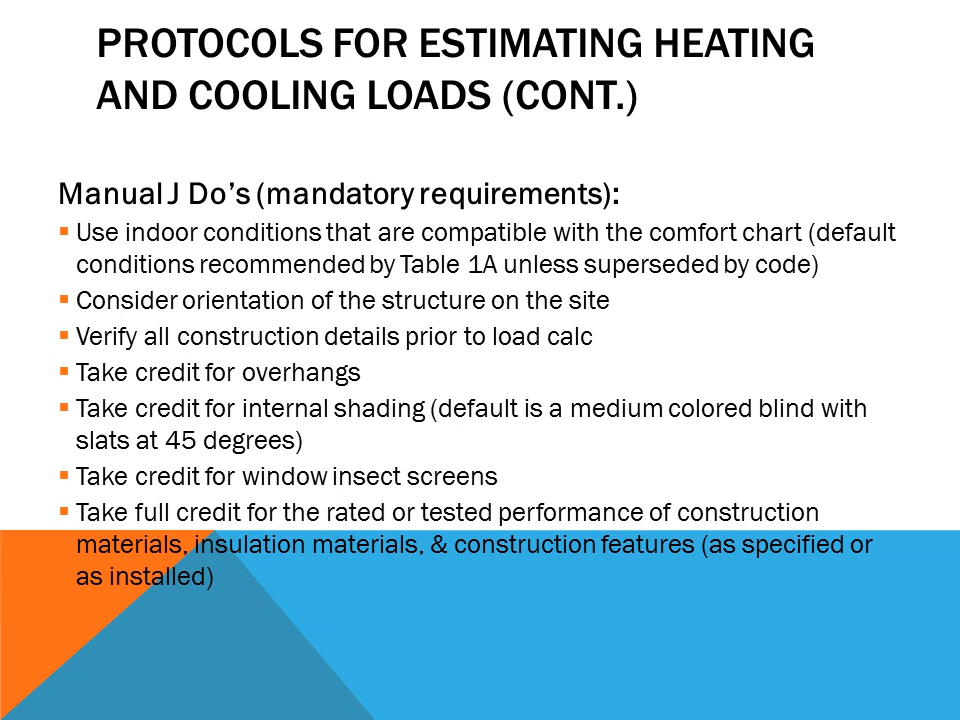 PROTOCOLS FOR ESTIMATING HEATING
AND COOLING LOADS (CONT.)
Manual J Do's (mandatory requirements):
▪ Use indoor conditions that are compatible with the comfort chart (default
conditions recommended by Table 1A unless superseded by code)
▪ Consider orientation of the structure on the site
▪ Verify all construction details prior to load calc
▪ Take credit for overhangs
▪ Take credit for internal shading (default is a medium colored blind with
slats at 45 degrees)
▪ Take credit for window insect screens
▪ Take full credit for the rated or tested performance of construction
materials, insulation materials, & construction features (as specified or
as installed)